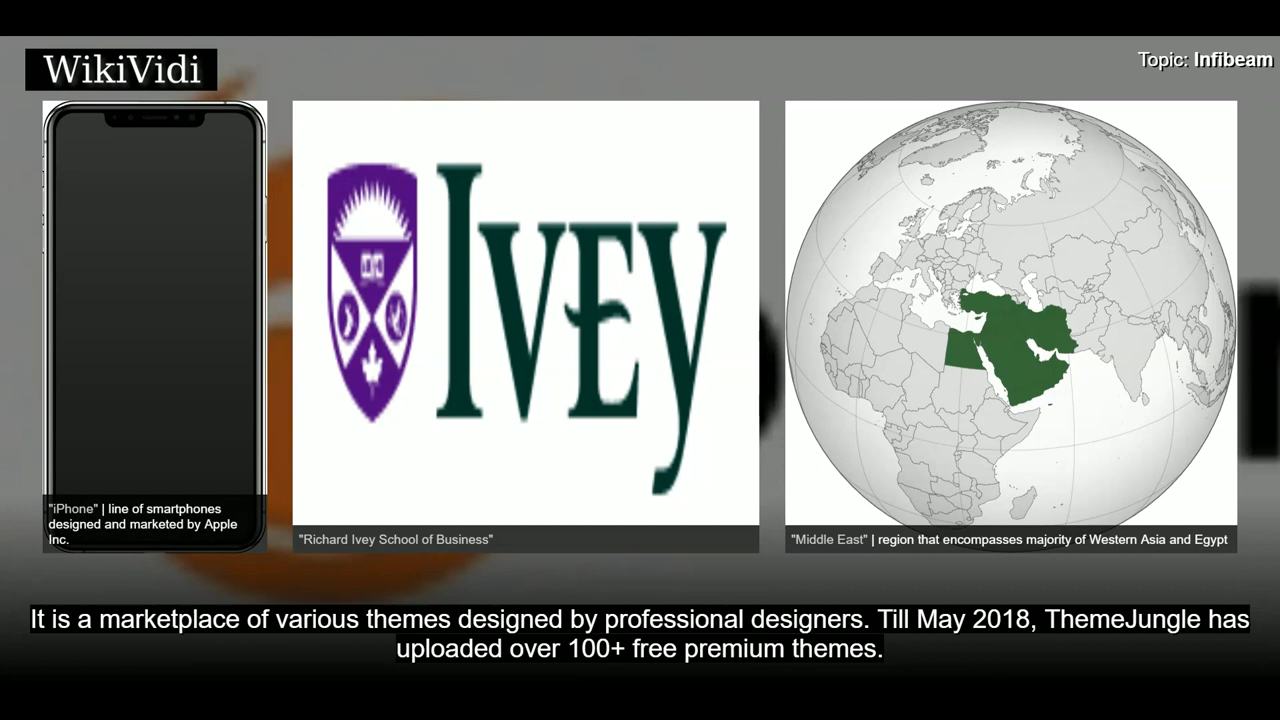 WikiVidi
Topic: Infibeam
IVEY
"iPhone" | line of smartphones
designed and marketed by Apple
Inc.
"Richard Ivey School of Business"
"Middle East" | region that encompasses majority of Western Asia and Egypt
It is a marketplace of various themes designed by professional designers. Till May 2018, ThemeJungle has
uploaded over 100+ free premium themes.